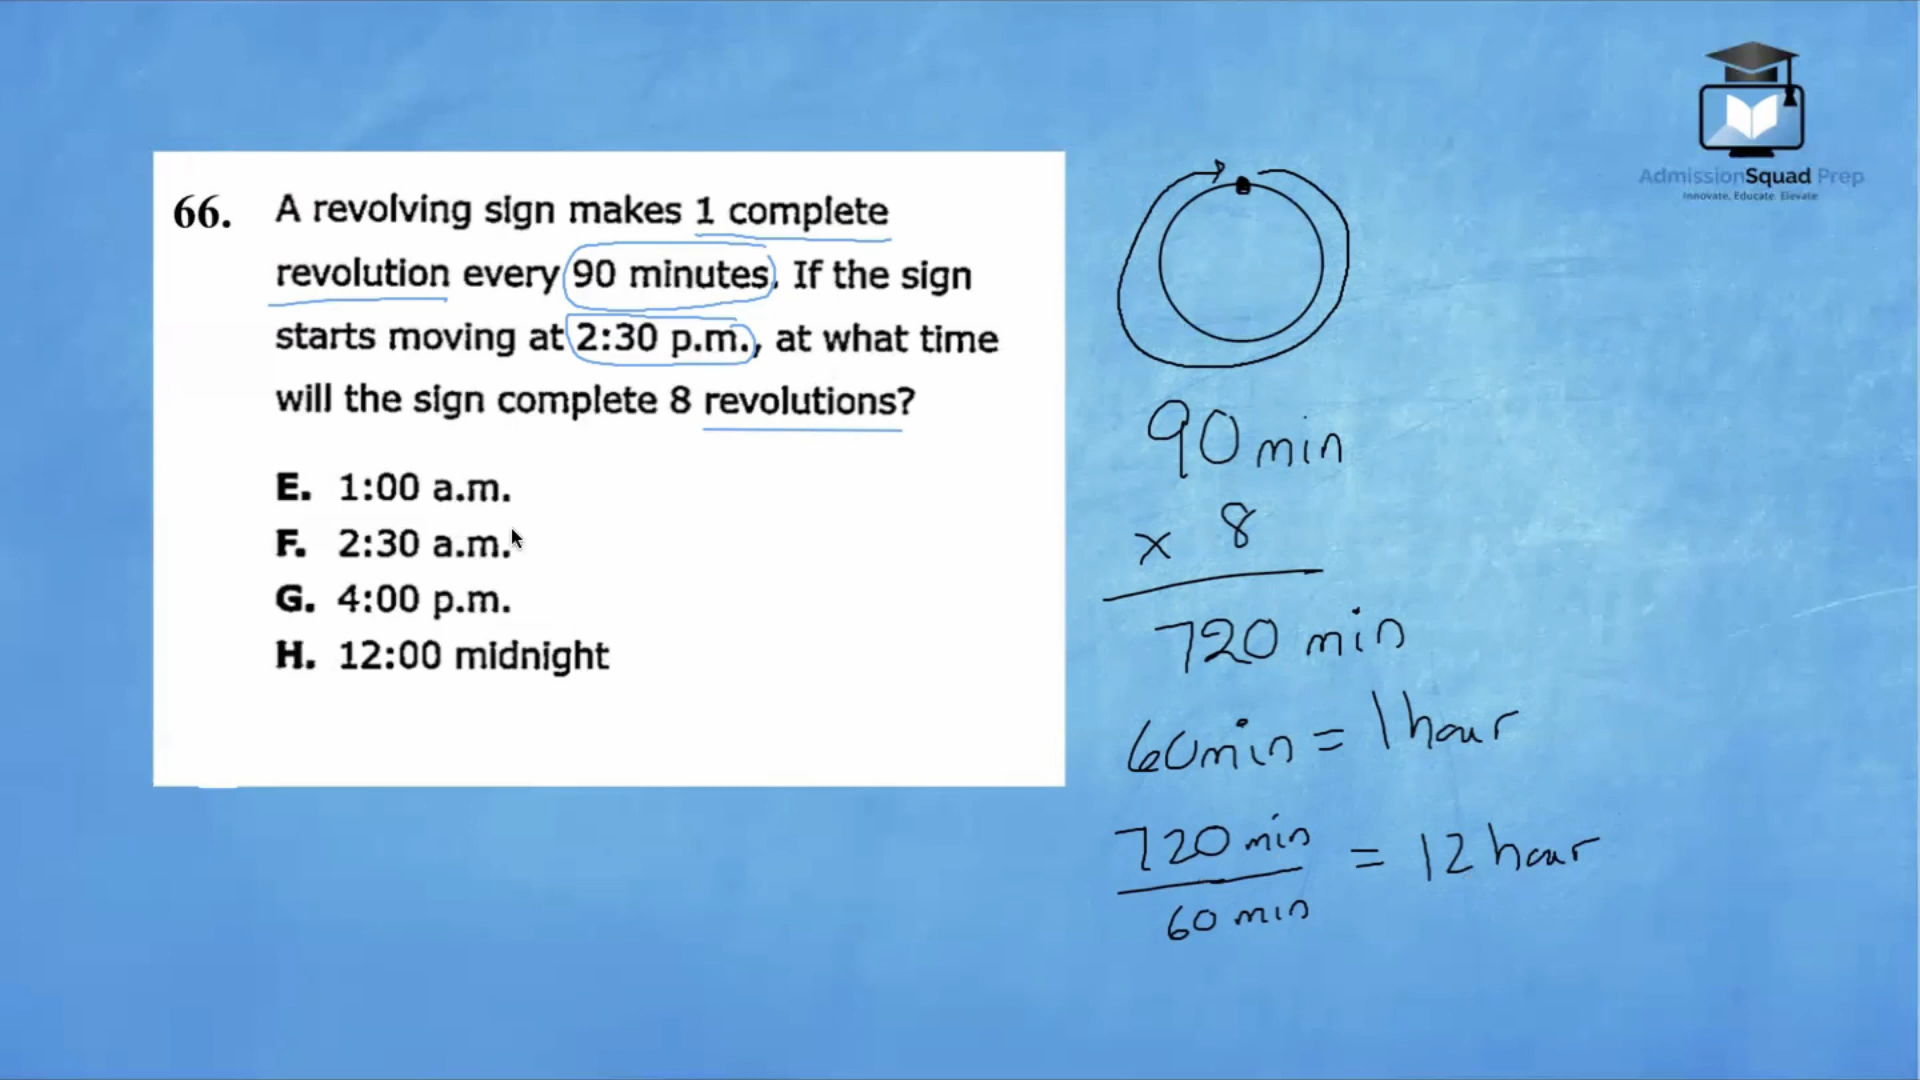 66. A revolving sign makes 1 complete
revolution every 90 minutes. If the sign
starts moving at 2:30 p.m., at what time
will the sign complete 8 revolutions?
E. 1:00 a.m.
F. 2:30 a.m.
G. 4:00 p.m.
H. 12:00 midnight
AdmissionSquad Prep
Innovate. Educate. Elevate
90 min
x 8
720 min
60min = 1 hour
720 min
= 12 hour
60 min